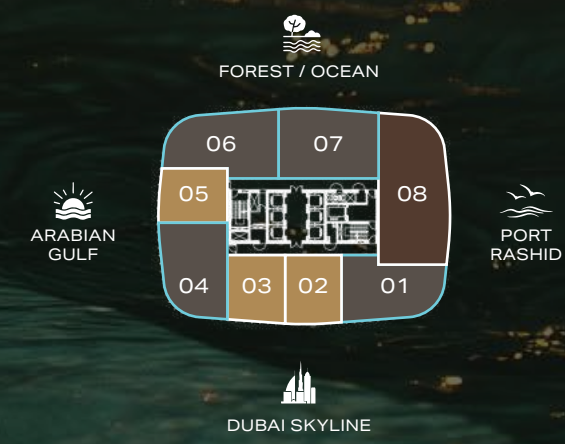 FOREST / OCEAN
06
07
05
08
ARABIAN
GULF
PORT
RASHID
04
03
02
01
DUBAI SKYLINE